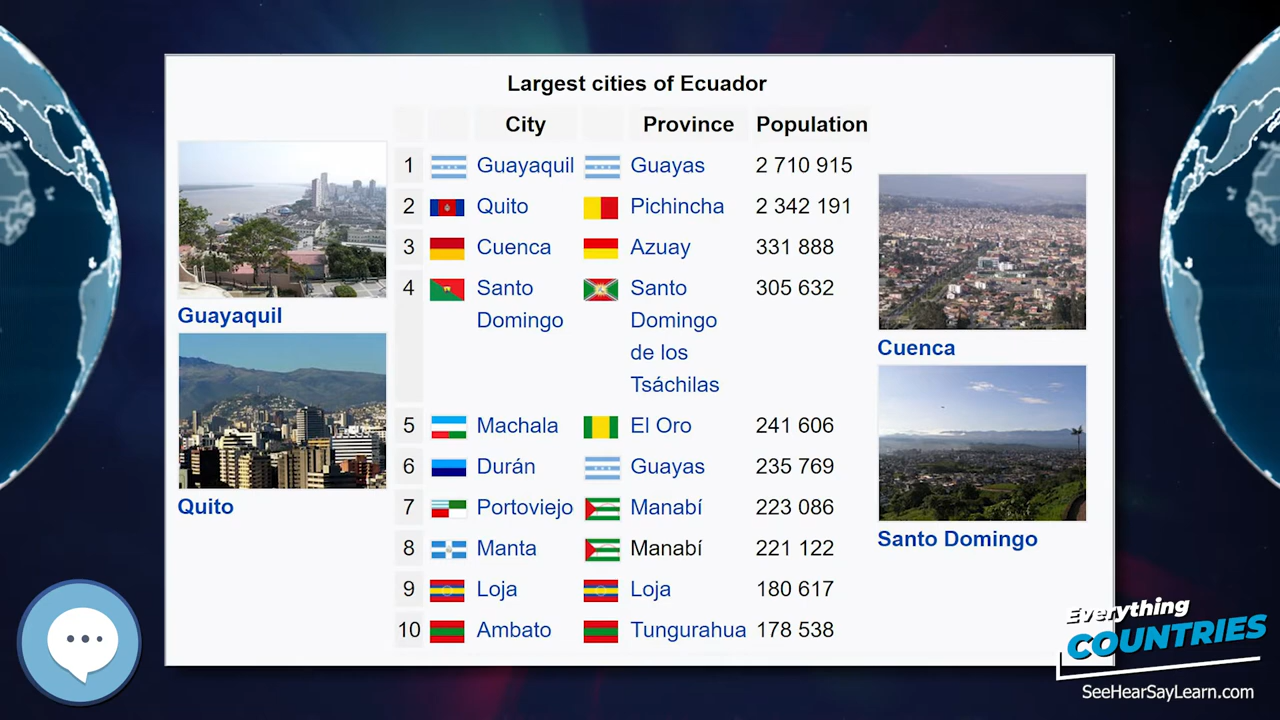 Largest cities of Ecuador
City Province Population
1 Guayaquil Guayas 2 710 915
2 Quito Pichincha 2 342 191
3 Cuenca Azuay 331 888
4 Santo Santo 305 632
Domingo Domingo
de los
Tsáchilas
5 Machala El Oro 241 606
6 Durán Guayas 235 769
7 Portoviejo Manabí 223 086
8 Manta Manabí 221 122
9 Loja Loja 180 617
10 Ambato Tungurahua 178 538
Guayaquil
Quito
Cuenca
Santo Domingo
Everything
COUNTRIES
SeeHearSayLearn.com